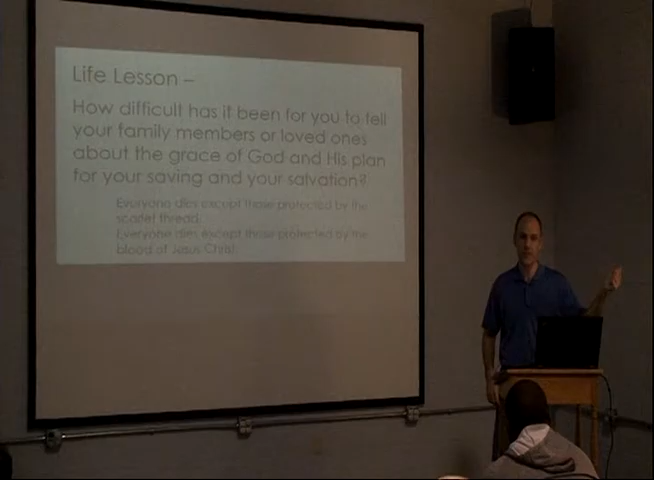 Life Lesson –
How difficult has it been for you to tell
your family members or loved ones
about the grace of God and His plan
for your saving and your salvation?
Everyone dies except those protected by the
scarlet thread.
Everyone dies except those protected by the
blood of Jesus Christ.